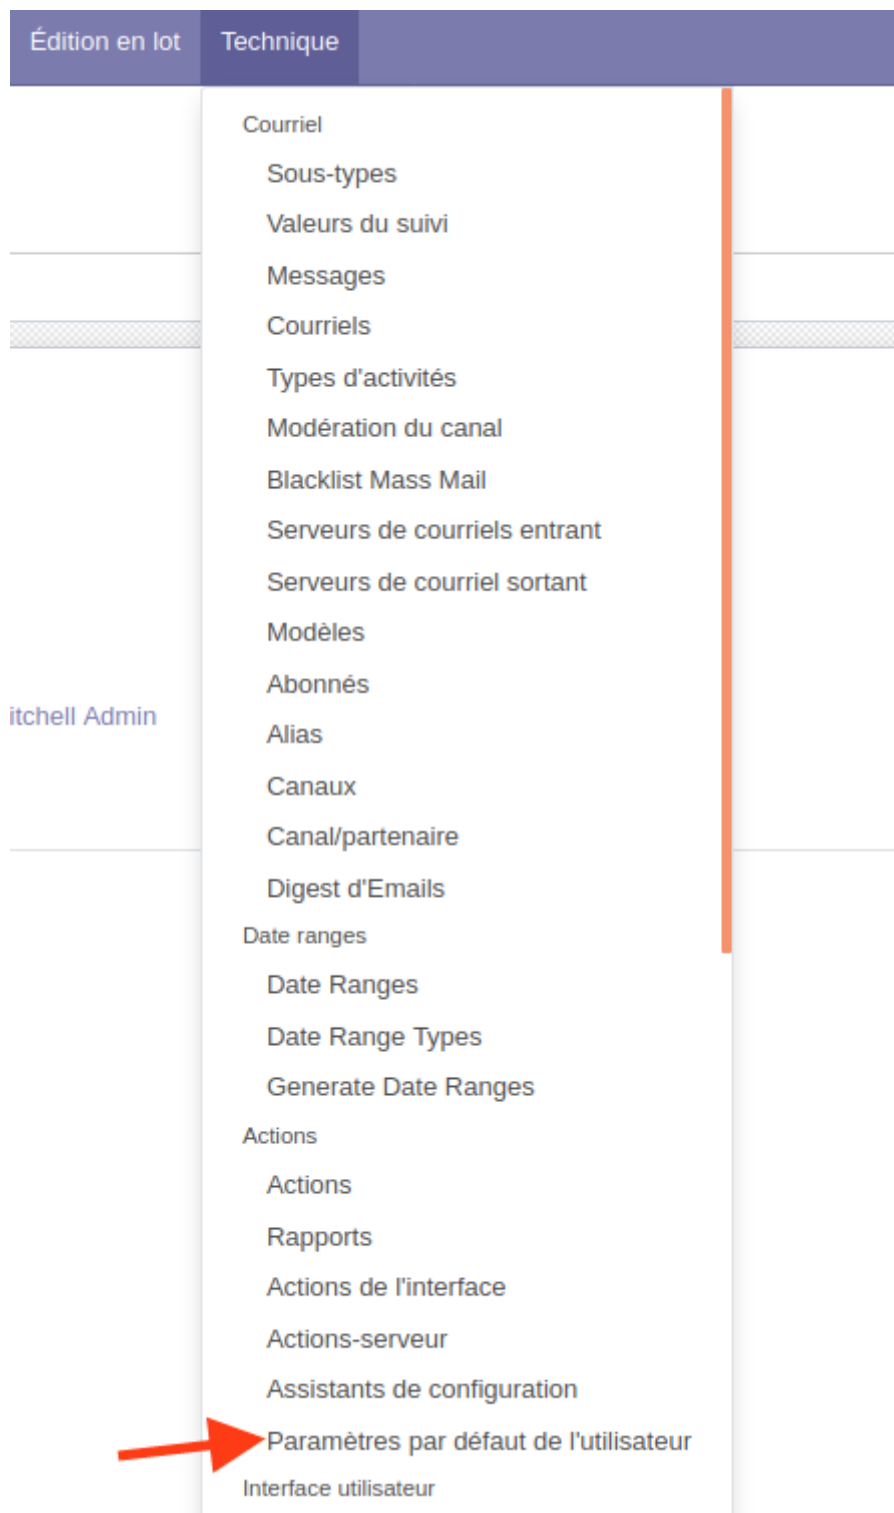 Édition en lot Technique
Courriel
Sous-types
Valeurs du suivi
Messages
Courriels
Types d'activités
Modération du canal
Blacklist Mass Mail
Serveurs de courriels entrant
Serveurs de courriel sortant
Modèles
Abonnés
itchell Admin
Alias
Canaux
Canal/partenaire
Digest d'Emails
Date ranges
Date Ranges
Date Range Types
Generate Date Ranges
Actions
Actions
Rapports
Actions de l'interface
Actions-serveur
Assistants de configuration
Paramètres par défaut de l'utilisateur
Interface utilisateur